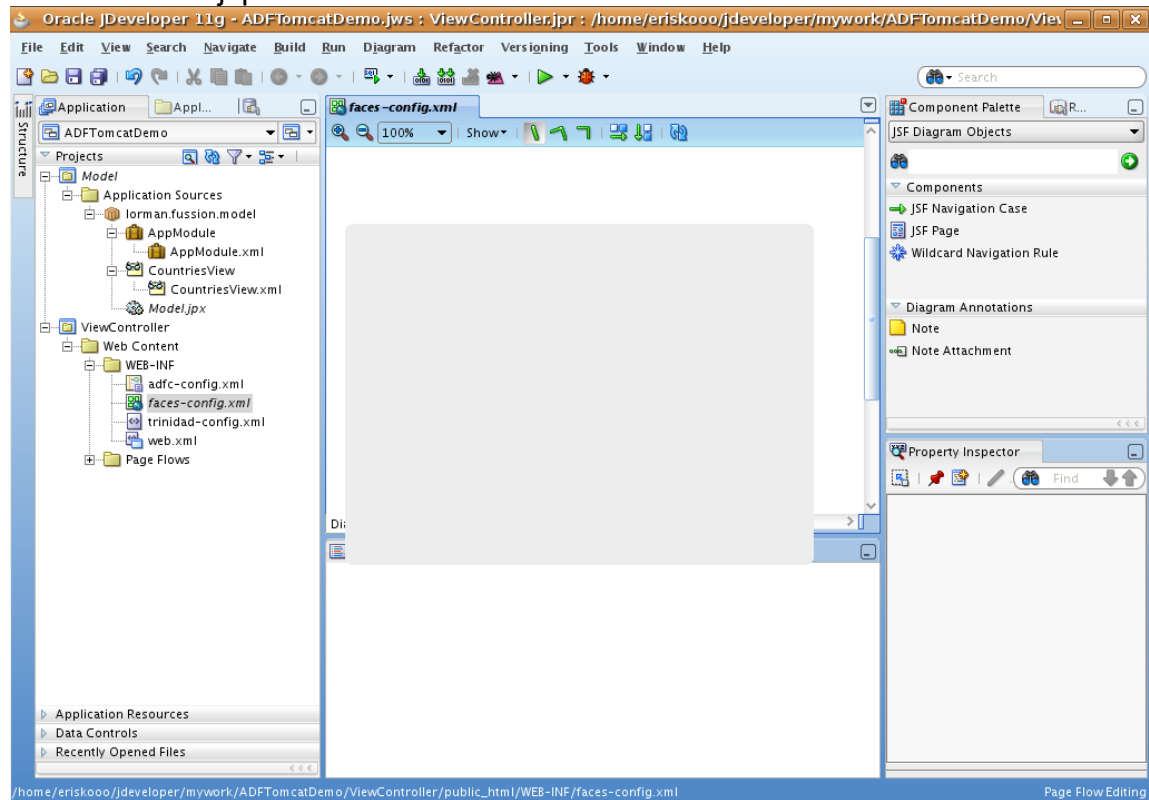 Oracle JDeveloper 11g - ADFTomcatDemo.jws : ViewController.jpr : /home/eriskooo/jdeveloper/mywork/ADFTomcatDemo/View
File Edit View Search Navigate Build Run Diagram Refactor Versioning Tools Window Help
Search
Structure
Application
Appl...
ADFTomcatDemo
Projects
Model
Application Sources
lorman.fussion.model
AppModule
AppModule.xml
CountriesView
CountriesView.xml
Model.jpx
ViewController
Web Content
WEB-INF
adfc-config.xml
faces-config.xml
trinidad-config.xml
web.xml
Page Flows
Application Resources
Data Controls
Recently Opened Files
faces-config.xml
100% Show
Component Palette
R...
JSF Diagram Objects
Components
JSF Navigation Case
JSF Page
Wildcard Navigation Rule
Diagram Annotations
Note
Note Attachment
Property Inspector
Find
/home/eriskooo/jdeveloper/mywork/ADFTomcatDemo/ViewController/public_html/WEB-INF/faces-config.xml
Page Flow Editing